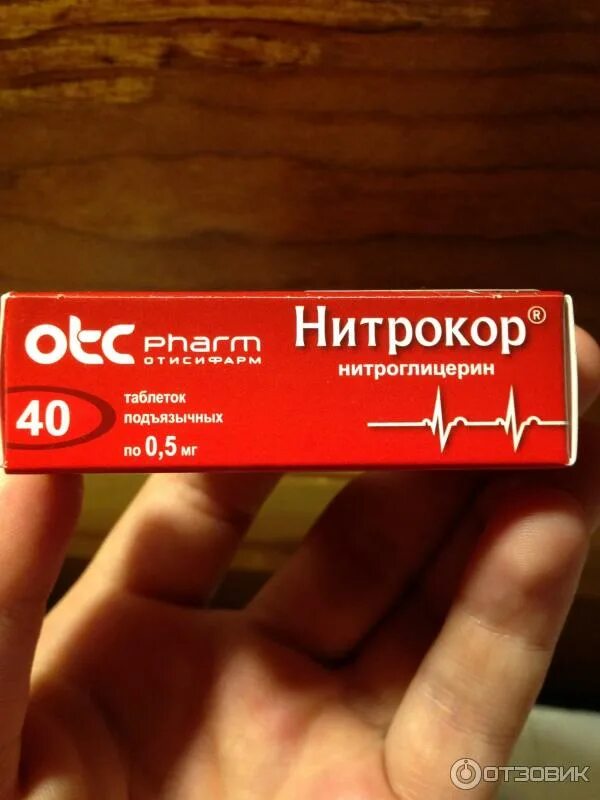 otc pharm
ОТИСИФАРМ
Нитрокор®
нитроглицерин
40
таблеток
подъязычных
по 0,5 мг
ОТЗОВИК